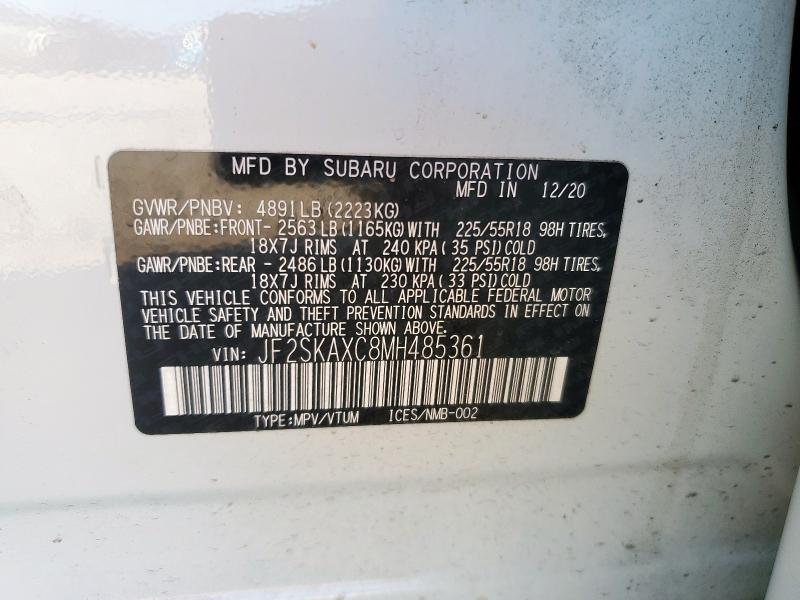 MFD BY SUBARU CORPORATION
MFD IN 12/20
GVWR/PNBV: 4891LB(2223KG)
GAWR/PNBE:FRONT- 2563LB(1165KG)WITH 225/55R18 98H TIRES,
18X7J RIMS AT 240 KPA( 35 PSI)COLD
GAWR/PNBE:REAR - 2486LB(1130KG)WITH 225/55R18 98H TIRES,
18X7J RIMS AT 230 KPA( 33 PSI)COLD
THIS VEHICLE CONFORMS TO ALL APPLICABLE FEDERAL MOTOR
VEHICLE SAFETY AND THEFT PREVENTION STANDARDS IN EFFECT ON
THE DATE OF MANUFACTURE SHOWN ABOVE.
VIN: JF2SKAXC8MH485361
TYPE:MPV/VTUM ICES/NMB-002